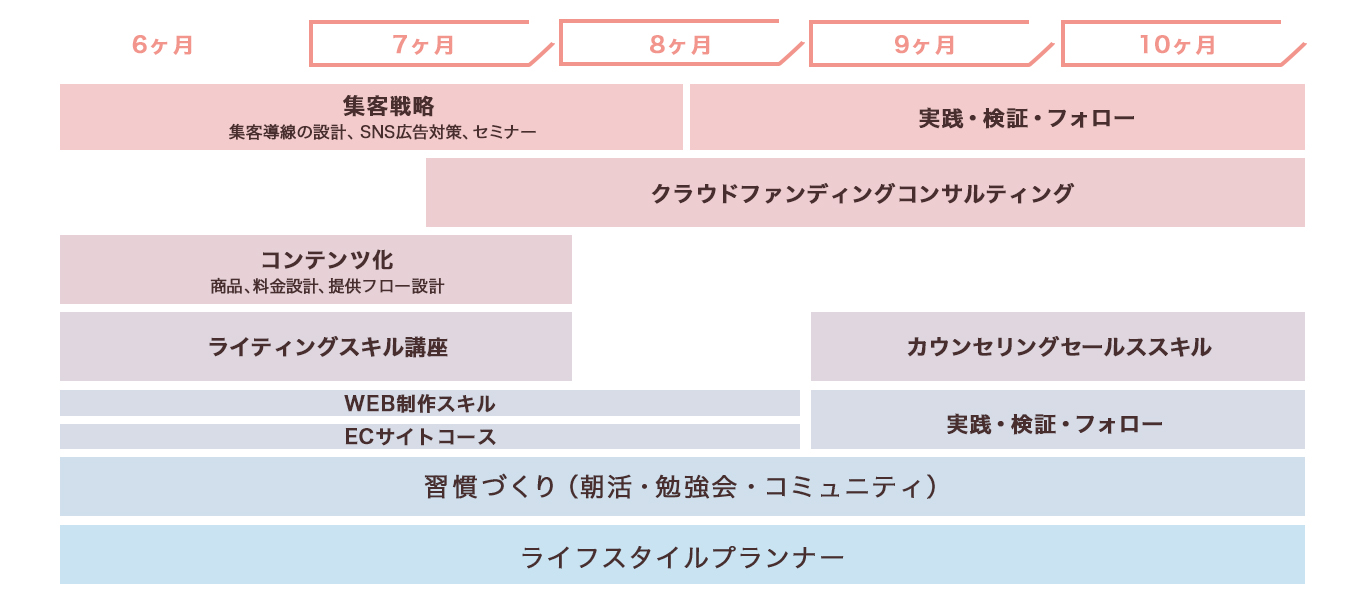 6ヶ月
7ヶ月
8ヶ月
9ヶ月
10ヶ月
集客戦略
集客導線の設計、SNS広告対策、セミナー
実践・検証・フォロー
クラウドファンディングコンサルティング
コンテンツ化
商品、料金設計、提供フロー設計
ライティングスキル講座
カウンセリングセールススキル
WEB制作スキル
ECサイトコース
実践・検証・フォロー
習慣づくり（朝活・勉強会・コミュニティ）
ライフスタイルプランナー